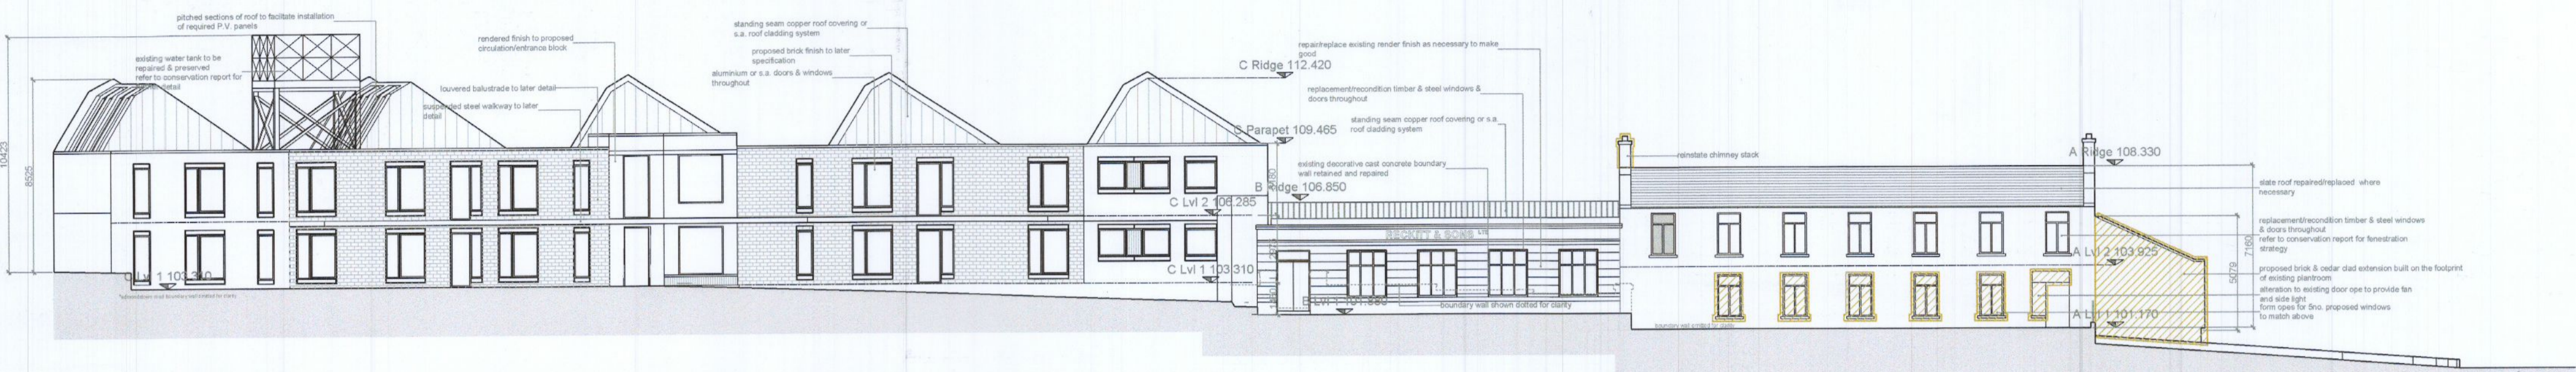 pitched sections of roof to facilitate installation
of required P.V. panels
existing water tank to be
repaired & preserved
refer to conservation report for
detail
10423
8525
rendered finish to proposed
circulation/entrance block
louvered balustrade to later detail
suspended steel walkway to later
detail
standing seam copper roof covering or
s.a. roof cladding system
proposed brick finish to later
specification
aluminium or s.a. doors & windows
throughout
C Ridge 112.420
C Parapet 109.465
B Ridge 106.850
C Lvl 2 106.285
C Lvl 1 103.310
C Lvl 1 103.310
repair/replace existing render finish as necessary to make
good
replacement/recondition timber & steel windows &
doors throughout
standing seam copper roof covering or s.a.
roof cladding system
existing decorative cast concrete boundary
wall retained and repaired
RECKITT & SONS LTD
boundary wall shown dotted for clarity
reinstate chimney stack
boundary wall omitted for clarity
A Ridge 108.330
A Lvl 2 103.925
A Lvl 1 101.170
7160
5079
slate roof repaired/replaced where
necessary
replacement/recondition timber & steel windows
& doors throughout
refer to conservation report for fenestration
strategy
proposed brick & cedar clad extension built on the footprint
of existing plantroom
alteration to existing door ope to provide fan
and side light
form opes for 5no. proposed windows
to match above